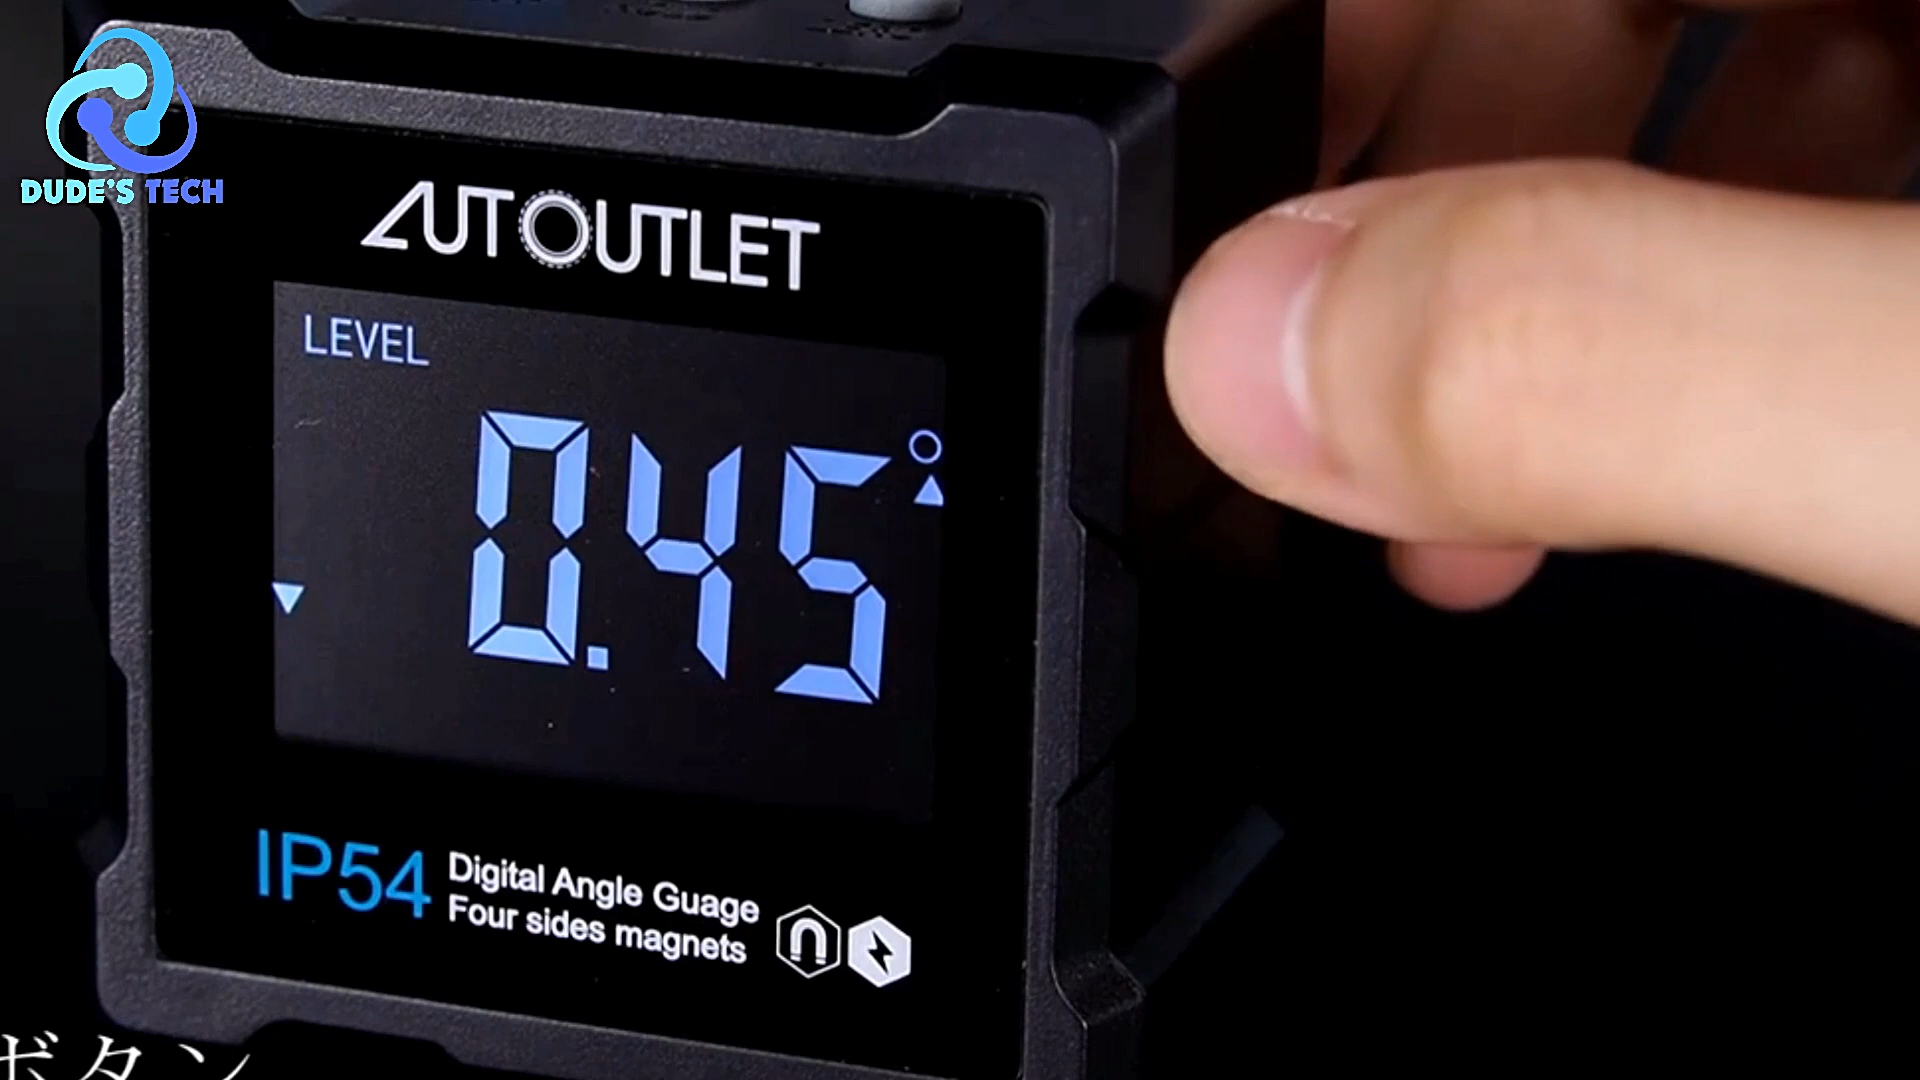 DUDE'S TECH
AUTOUTLET
LEVEL
0.45°
IP54
Digital Angle Guage
Four sides magnets
ボタン